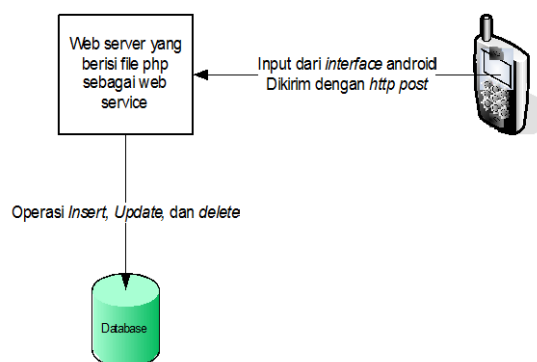 Web server yang
berisi file php
sebagai web
service
Input dari interface android
Dikirim dengan http post
Operasi Insert, Update, dan delete
Database